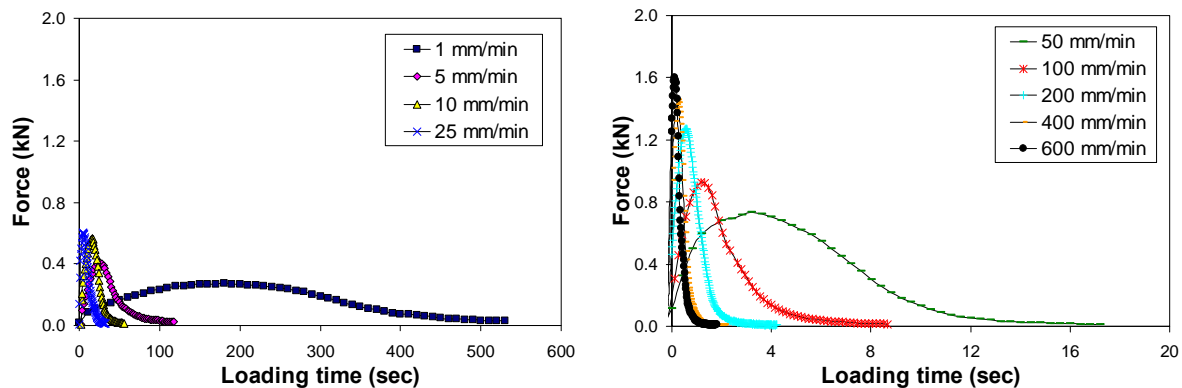 2.0
1.6
1.2
0.8
0.4
0.0
Force (kN)
0 100 200 300 400 500 600
Loading time (sec)
1 mm/min
5 mm/min
10 mm/min
25 mm/min
2.0
1.6
1.2
0.8
0.4
0.0
Force (kN)
0 4 8 12 16 20
Loading time (sec)
50 mm/min
100 mm/min
200 mm/min
400 mm/min
600 mm/min